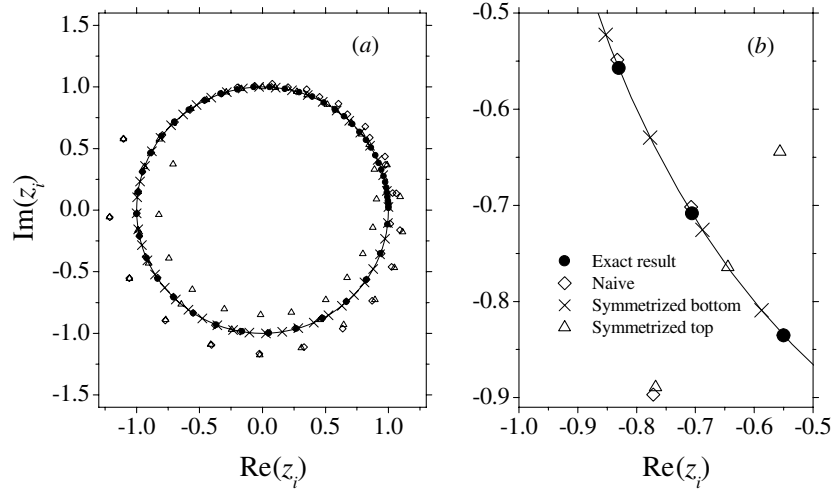 (a)
1.5
1.0
0.5
0.0
-0.5
-1.0
-1.5
Im(z_i)
-1.0 -0.5 0.0 0.5 1.0
Re(z_i)
(b)
-0.5
-0.6
-0.7
-0.8
-0.9
Exact result
Naive
Symmetrized bottom
Symmetrized top
-1.0 -0.9 -0.8 -0.7 -0.6 -0.5
Re(z_i)